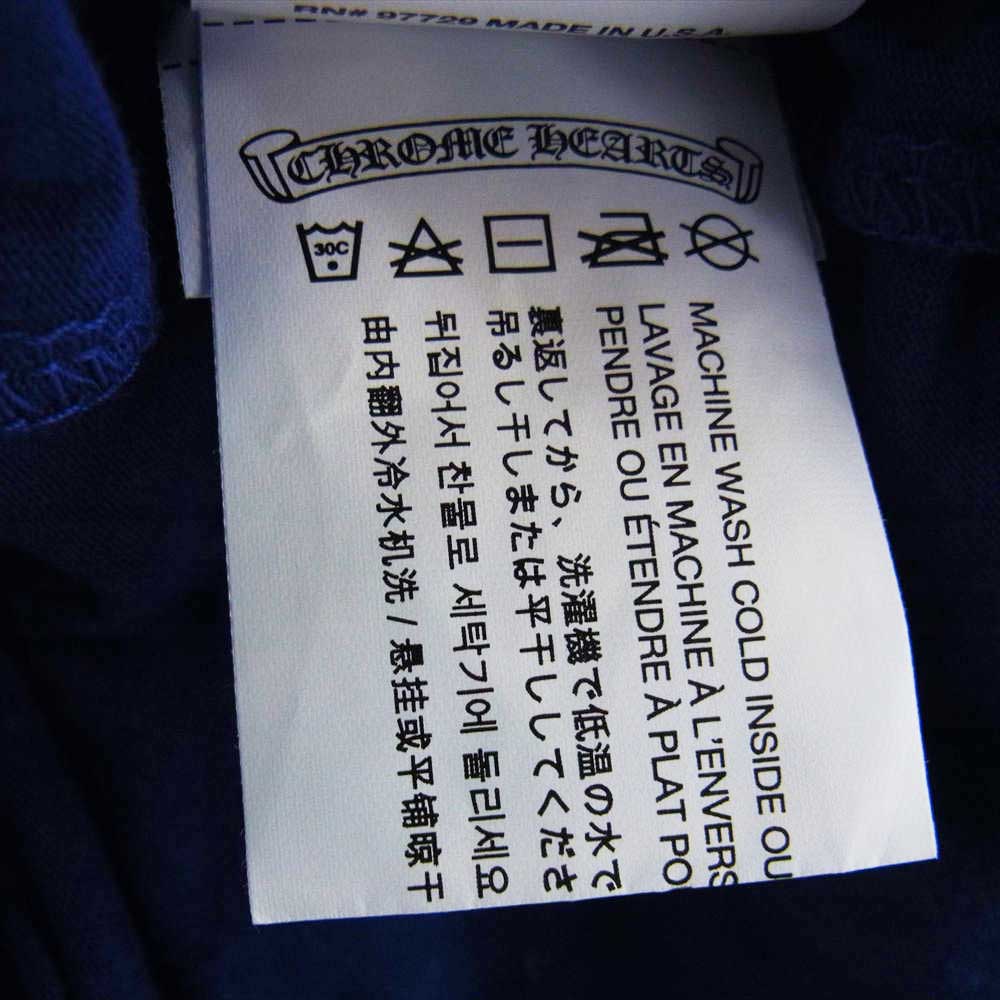 RN# 97729 MADE IN U.S.A.
CHROME HEARTS
30C
MACHINE WASH COLD INSIDE OU
LAVAGE EN MACHINE À L'ENVERS
PENDRE OU ÉTENDRE À PLAT PO
裏返してから、洗濯機で低温の水で
吊るし干しまたは平干ししてくださ
뒤집어서 찬물로 세탁기에 돌리세요
由内翻外冷水机洗 / 悬挂或平铺晾干